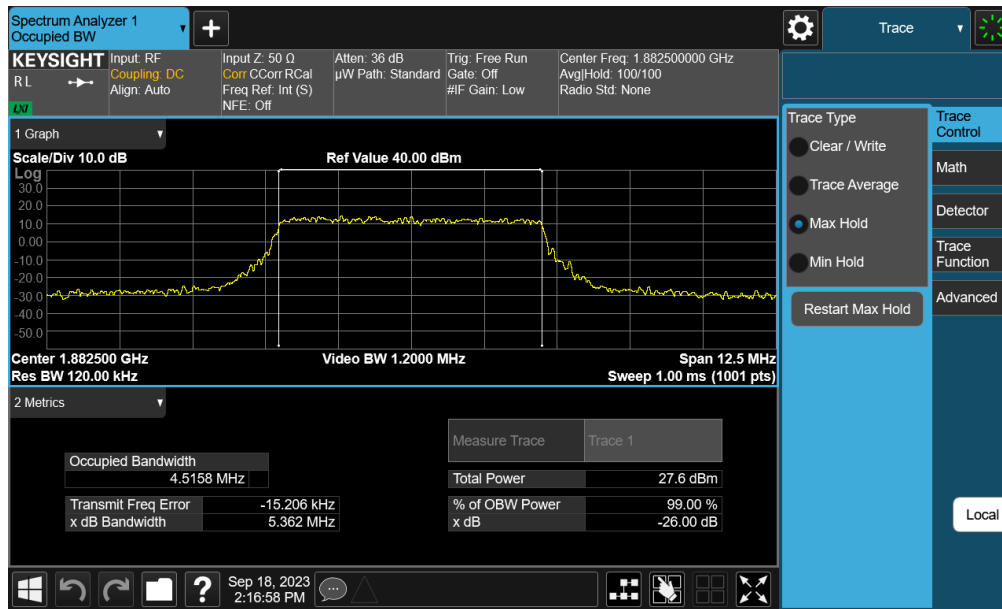 Spectrum Analyzer 1
Occupied BW
+
Trace
KEYSIGHT
RL
LXI
Input: RF
Coupling: DC
Align: Auto
Input Z: 50 Ω
Corr CCorr RCal
Freq Ref: Int (S)
NFE: Off
Atten: 36 dB
µW Path: Standard
Trig: Free Run
Gate: Off
#IF Gain: Low
Center Freq: 1.882500000 GHz
Avg|Hold: 100/100
Radio Std: None
1 Graph
Scale/Div 10.0 dB
Ref Value 40.00 dBm
Log
30.0
20.0
10.0
0.00
-10.0
-20.0
-30.0
-40.0
-50.0
Center 1.882500 GHz
Video BW 1.2000 MHz
Span 12.5 MHz
Res BW 120.00 kHz
Sweep 1.00 ms (1001 pts)
2 Metrics
Measure Trace
Trace 1
Occupied Bandwidth
4.5158 MHz
Total Power
27.6 dBm
Transmit Freq Error
-15.206 kHz
% of OBW Power
99.00 %
x dB Bandwidth
5.362 MHz
x dB
-26.00 dB
Trace Type
Clear / Write
Trace Average
Max Hold
Min Hold
Restart Max Hold
Trace
Control
Math
Detector
Trace
Function
Advanced
Local
?
Sep 18, 2023
2:16:58 PM